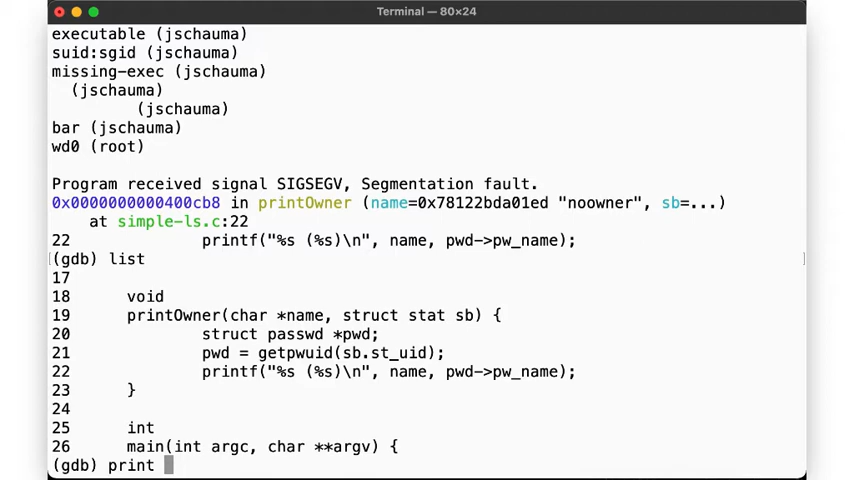 Terminal — 80×24
executable (jschauma)
suid:sgid (jschauma)
missing-exec (jschauma)
(jschauma)
(jschauma)
bar (jschauma)
wd0 (root)
Program received signal SIGSEGV, Segmentation fault.
0x0000000000400cb8 in printOwner (name=0x78122bda01ed "noowner", sb=...)
at simple-ls.c:22
22 printf("%s (%s)\n", name, pwd->pw_name);
(gdb) list
17
18 void
19 printOwner(char *name, struct stat sb) {
20 struct passwd *pwd;
21 pwd = getpwuid(sb.st_uid);
22 printf("%s (%s)\n", name, pwd->pw_name);
23 }
24
25 int
26 main(int argc, char **argv) {
(gdb) print